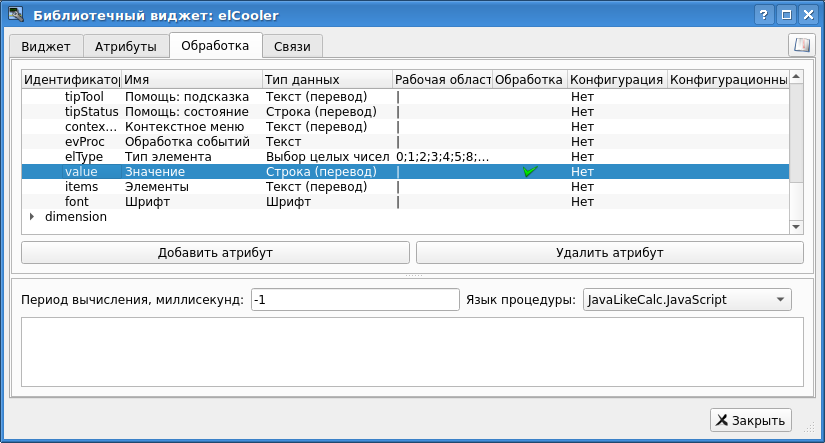 Библиотечный виджет: elCooler
Виджет Атрибуты Обработка Связи
Идентификатор Имя Тип данных Рабочая област Обработка Конфигурация Конфигурационны
tipTool Помощь: подсказка Текст (перевод) | Нет
tipStatus Помощь: состояние Строка (перевод) | Нет
contex... Контекстное меню Текст (перевод) | Нет
evProc Обработка событий Текст | Нет
elType Тип элемента Выбор целых чисел 0;1;2;3;4;5;8;... Нет
value Значение Строка (перевод) | Нет
items Элементы Текст (перевод) | Нет
font Шрифт Шрифт | Нет
dimension
Добавить атрибут Удалить атрибут
Период вычисления, миллисекунд: -1 Язык процедуры: JavaLikeCalc.JavaScript
Закрыть